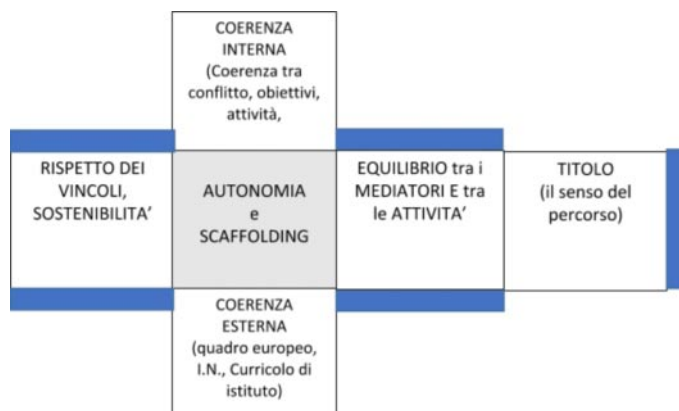 COERENZA
INTERNA
(Coerenza tra
conflitto, obiettivi,
attività,
RISPETTO DEI
VINCOLI,
SOSTENIBILITA’
AUTONOMIA
e
SCAFFOLDING
EQUILIBRIO tra i
MEDIATORI E tra
le ATTIVITA’
TITOLO
(il senso del
percorso)
COERENZA
ESTERNA
(quadro europeo,
I.N., Curricolo di
istituto)